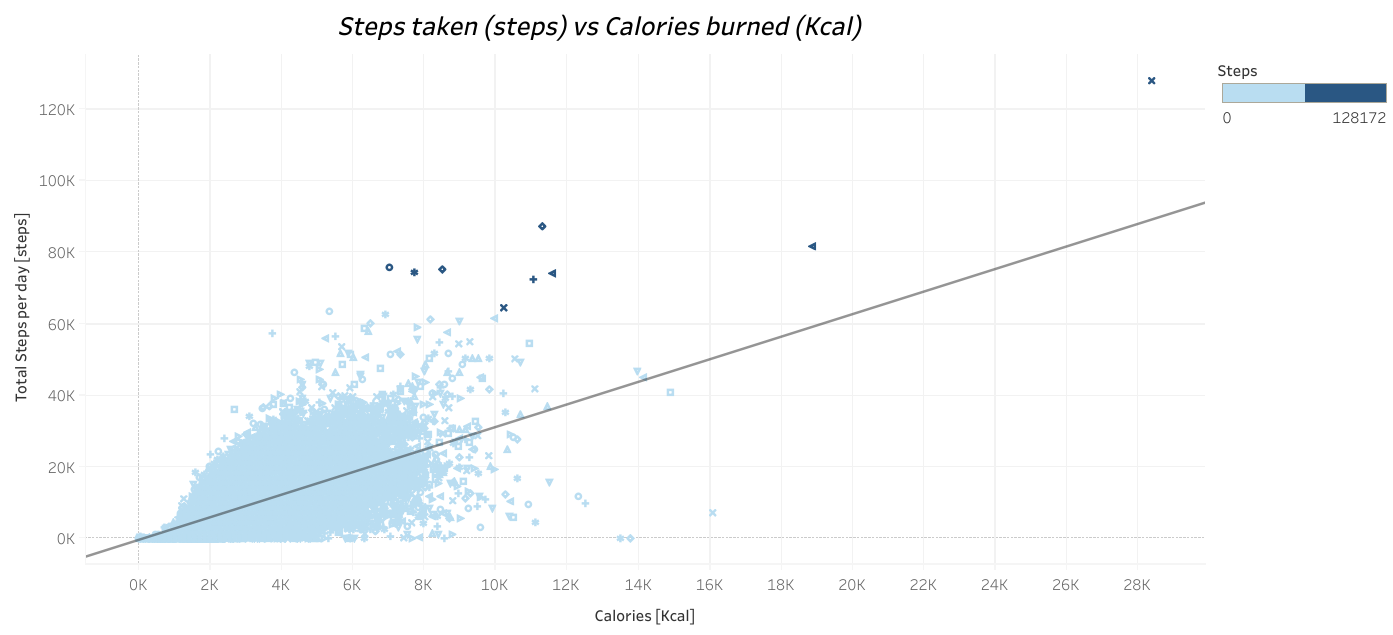 Steps taken (steps) vs Calories burned (Kcal)
Steps
0 128172
Total Steps per day [steps]
120K
100K
80K
60K
40K
20K
0K
0K 2K 4K 6K 8K 10K 12K 14K 16K 18K 20K 22K 24K 26K 28K
Calories [Kcal]